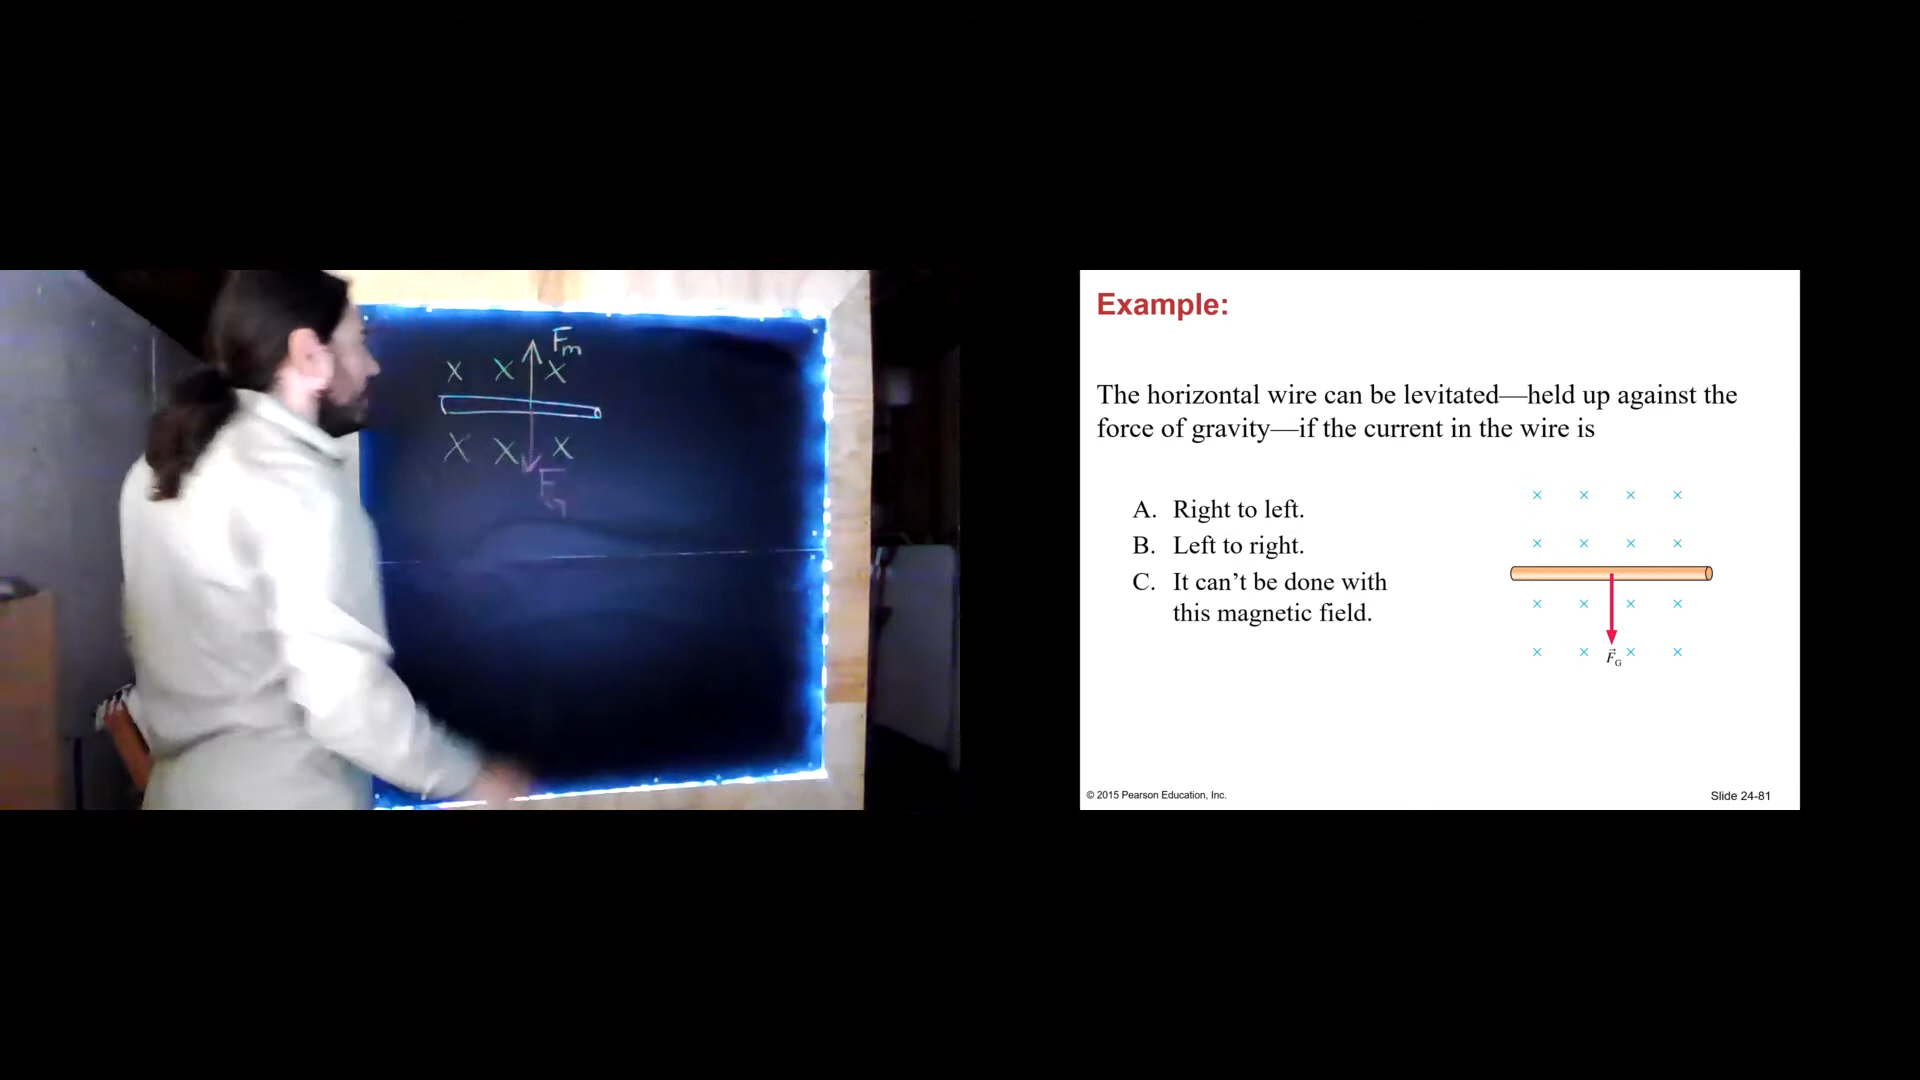 Fm
x x x
x x x
FG
Example:
The horizontal wire can be levitated—held up against the
force of gravity—if the current in the wire is
A. Right to left.
B. Left to right.
C. It can’t be done with
this magnetic field.
× × × ×
× × × ×
× × × ×
× × × ×
F⃗G
© 2015 Pearson Education, Inc.
Slide 24-81